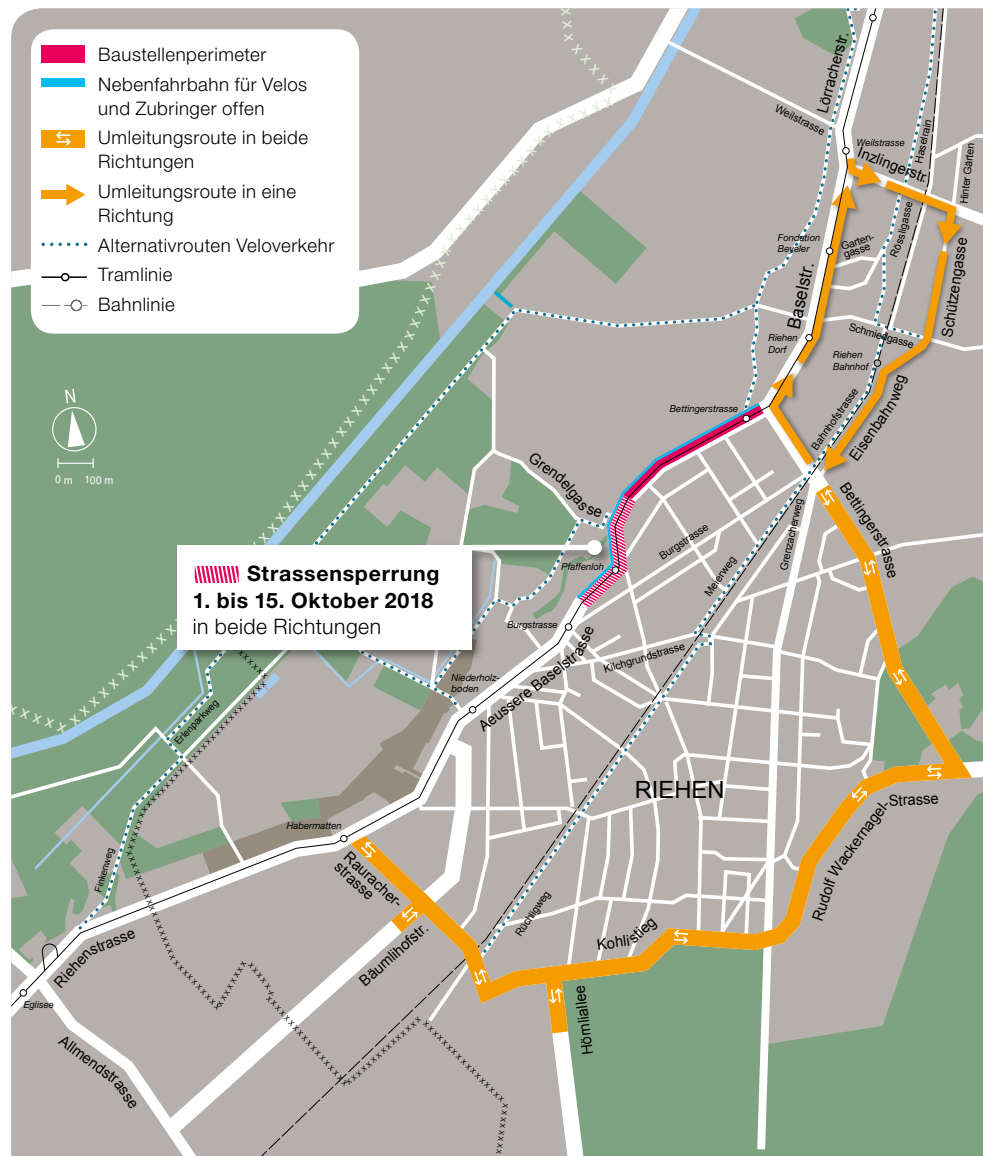 Baustellenperimeter
Nebenfahrbahn für Velos
und Zubringer offen
Umleitungsroute in beide
Richtungen
Umleitungsroute in eine
Richtung
Alternativrouten Veloverkehr
Tramlinie
Bahnlinie
N
0 m 100 m
Lörracherstr.
Weilstrasse
Weilstrasse
Inzlingerstr.
Haselrain
Hinter Gärten
Rössligasse
Fondation
Beyeler
Garten-
gasse
Baselstr.
Schützengasse
Schmiedgasse
Riehen
Dorf
Riehen
Bahnhof
Eisenbahnweg
Bahnhofstrasse
Bettingerstrasse
Bettingerstrasse
Grendelgasse
Burgstrasse
Meierweg
Grenzacherweg
Pfaffenloh
Strassensperrung
1. bis 15. Oktober 2018
in beide Richtungen
Burgstrasse
Kilchgrundstrasse
Niederholz-
boden
Aeussere Baselstrasse
Erlenparkweg
RIEHEN
Habermatten
Rauracher-
strasse
Rudolf Wackernagel-Strasse
Finkenweg
Rüchligweg
Kohlistieg
Bäumlihofstr.
Riehenstrasse
Eglisee
Hörnliallee
Allmendstrasse